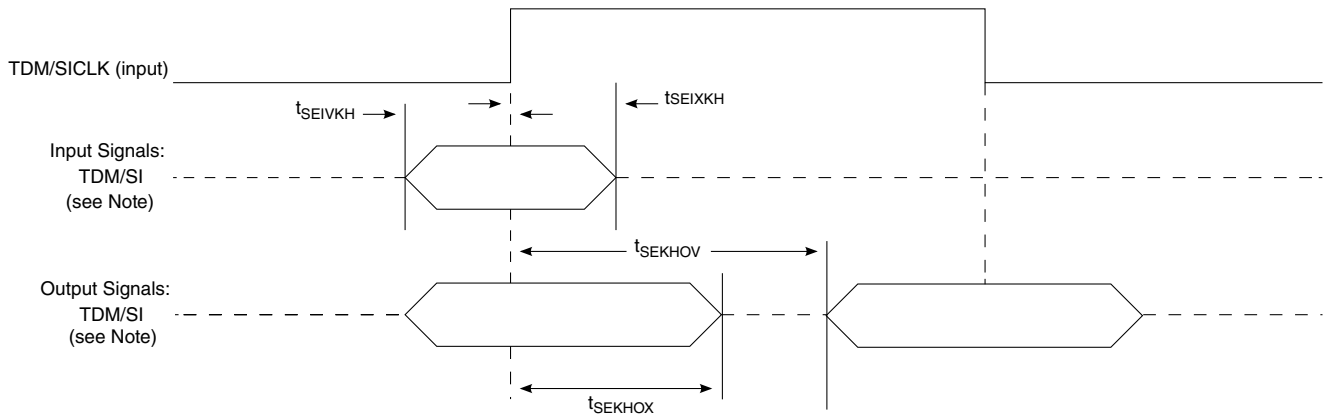 TDM/SICLK (input)
tSEIVKH
tSEIXKH
Input Signals:
TDM/SI
(see Note)
tSEKHOV
Output Signals:
TDM/SI
(see Note)
tSEKHOX